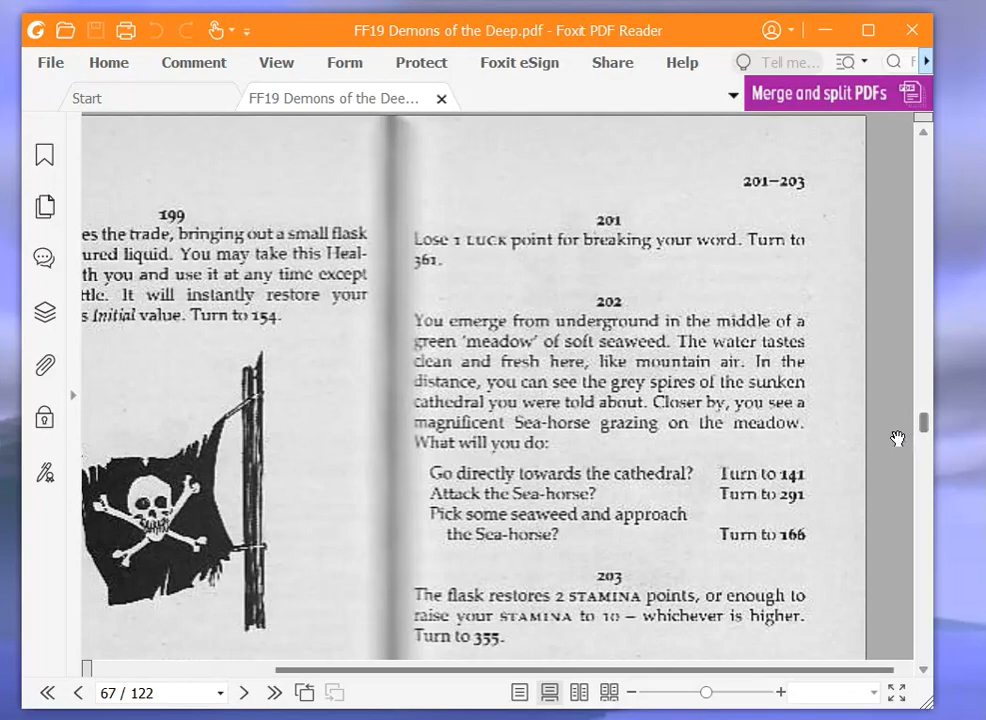 FF19 Demons of the Deep.pdf - Foxit PDF Reader
File Home Comment View Form Protect Foxit eSign Share Help Tell me... F
Start FF19 Demons of the Dee... Merge and split PDFs
199
es the trade, bringing out a small flask
ured liquid. You may take this Heal-
th you and use it at any time except
ttle. It will instantly restore your
s Initial value. Turn to 154.
201–203
201
Lose 1 LUCK point for breaking your word. Turn to
361.
202
You emerge from underground in the middle of a
green ‘meadow’ of soft seaweed. The water tastes
clean and fresh here, like mountain air. In the
distance, you can see the grey spires of the sunken
cathedral you were told about. Closer by, you see a
magnificent Sea-horse grazing on the meadow.
What will you do:
Go directly towards the cathedral? Turn to 141
Attack the Sea-horse? Turn to 291
Pick some seaweed and approach
the Sea-horse? Turn to 166
203
The flask restores 2 STAMINA points, or enough to
raise your STAMINA to 10 – whichever is higher.
Turn to 355.
67 / 122